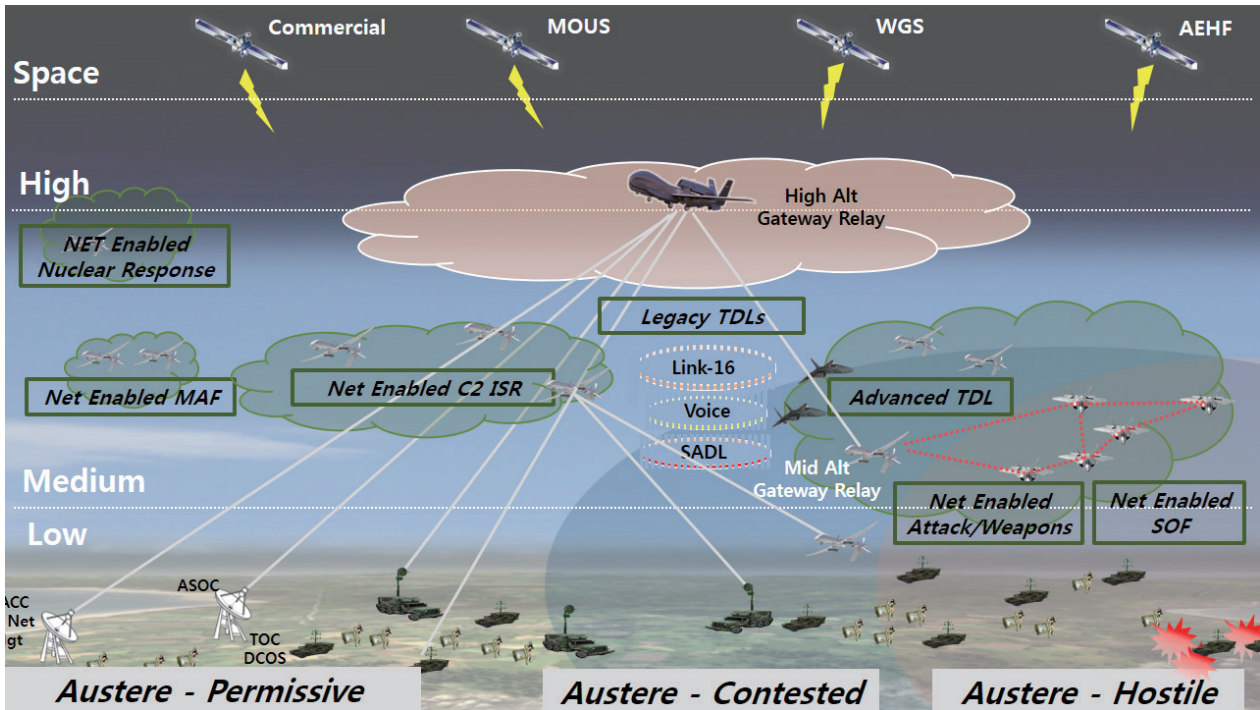 Commercial
MOUS
WGS
AEHF
Space
High
High Alt
Gateway Relay
NET Enabled
Nuclear Response
Legacy TDLs
Link-16
Net Enabled MAF
Net Enabled C2 ISR
Advanced TDL
Voice
SADL
Mid Alt
Gateway Relay
Medium
Net Enabled
Attack/Weapons
Net Enabled
SOF
Low
ASOC
ACC
Net
gt
TOC
DCOS
Austere - Permissive
Austere - Contested
Austere - Hostile